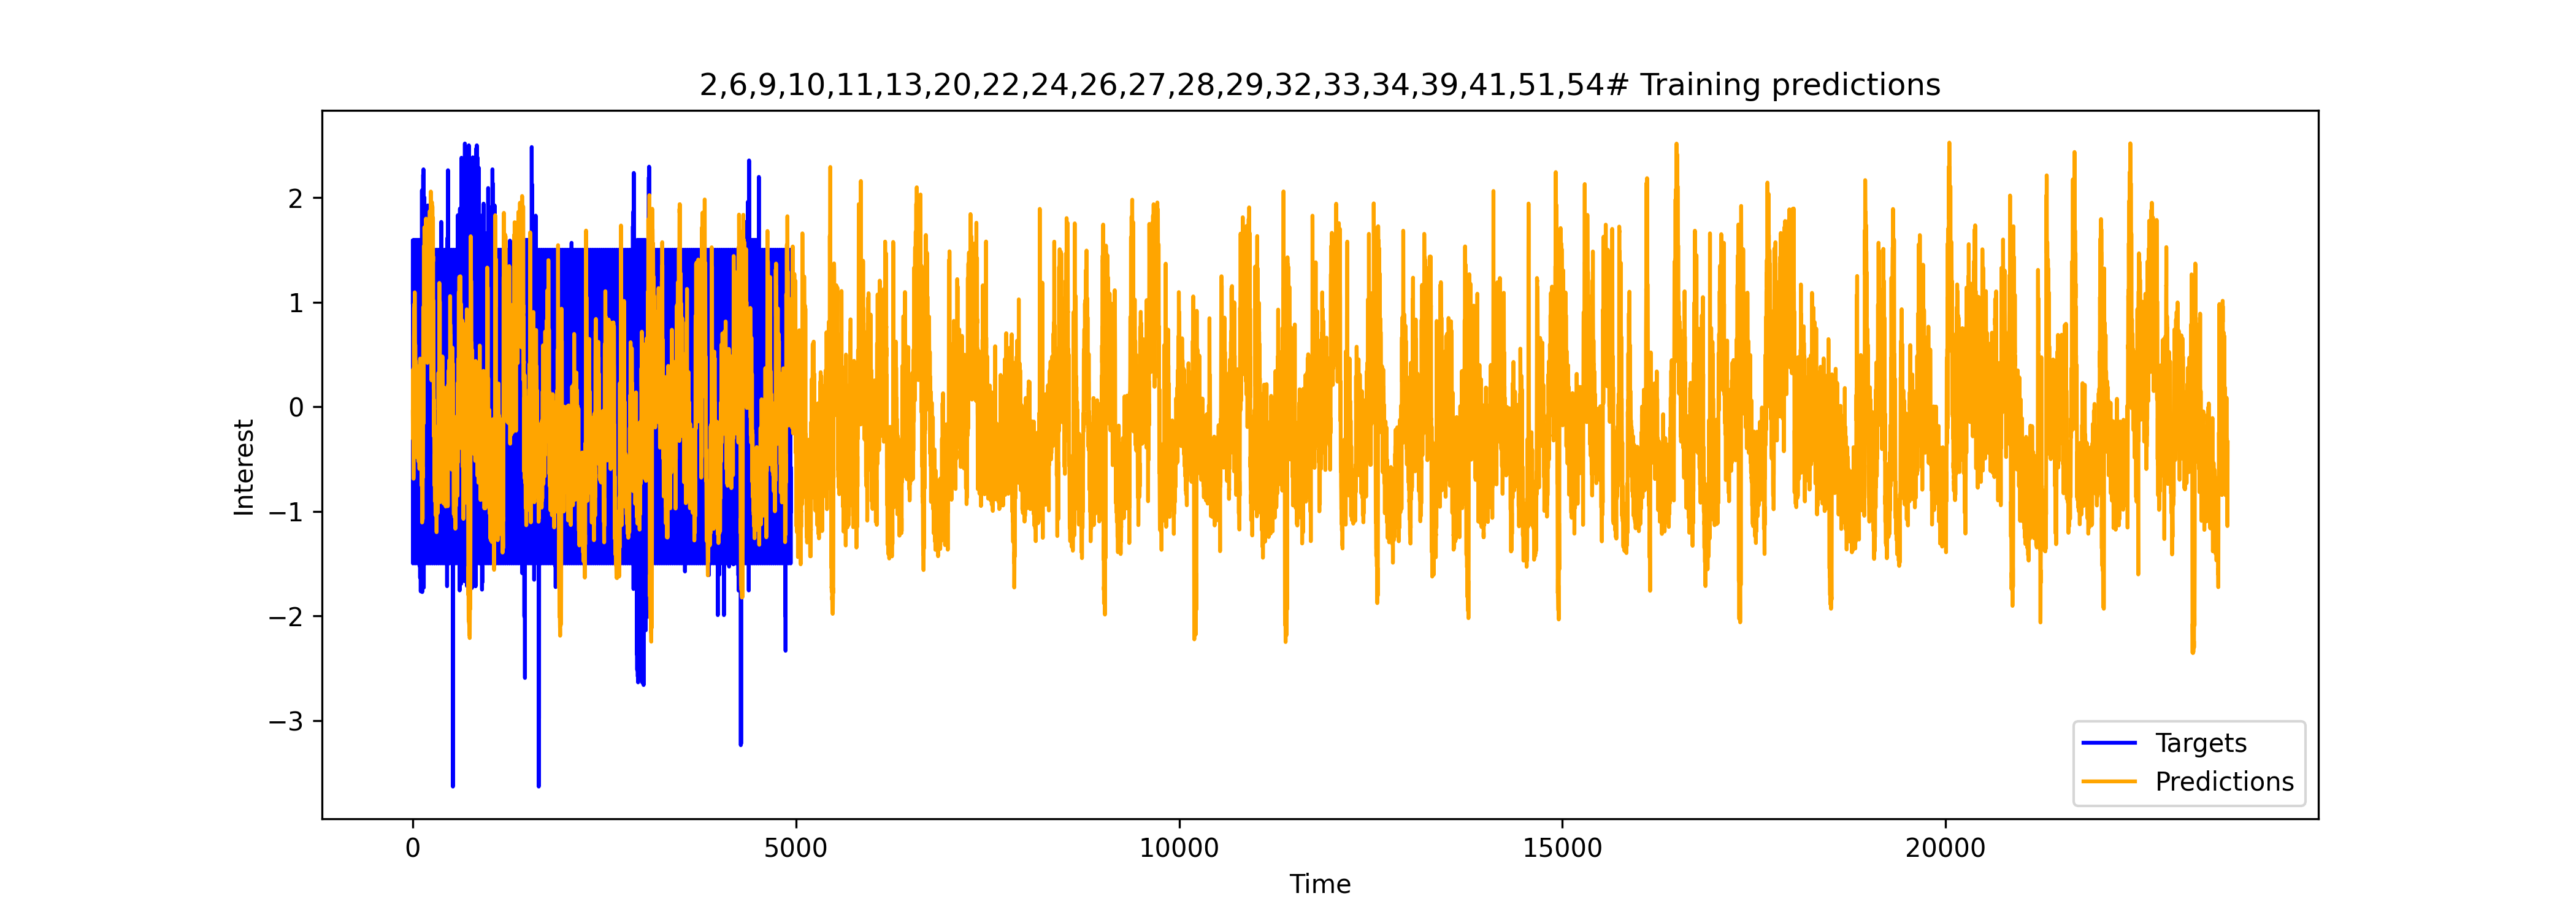 2,6,9,10,11,13,20,22,24,26,27,28,29,32,33,34,39,41,51,54# Training predictions
2
1
0
−1
−2
−3
Interest
0 5000 10000 15000 20000
Time
Targets
Predictions